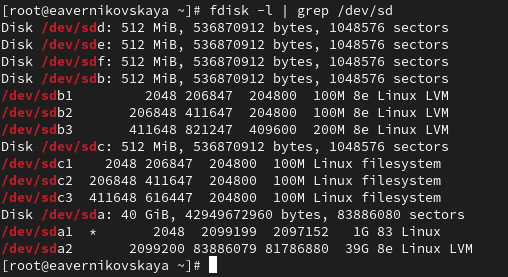 [root@eavernikovskaya ~]# fdisk -l | grep /dev/sd
Disk /dev/sdd: 512 MiB, 536870912 bytes, 1048576 sectors
Disk /dev/sde: 512 MiB, 536870912 bytes, 1048576 sectors
Disk /dev/sdf: 512 MiB, 536870912 bytes, 1048576 sectors
Disk /dev/sdb: 512 MiB, 536870912 bytes, 1048576 sectors
/dev/sdb1 2048 206847 204800 100M 8e Linux LVM
/dev/sdb2 206848 411647 204800 100M 8e Linux LVM
/dev/sdb3 411648 821247 409600 200M 8e Linux LVM
Disk /dev/sdc: 512 MiB, 536870912 bytes, 1048576 sectors
/dev/sdc1 2048 206847 204800 100M Linux filesystem
/dev/sdc2 206848 411647 204800 100M Linux filesystem
/dev/sdc3 411648 616447 204800 100M Linux filesystem
Disk /dev/sda: 40 GiB, 42949672960 bytes, 83886080 sectors
/dev/sda1 * 2048 2099199 2097152 1G 83 Linux
/dev/sda2 2099200 83886079 81786880 39G 8e Linux LVM
[root@eavernikovskaya ~]#